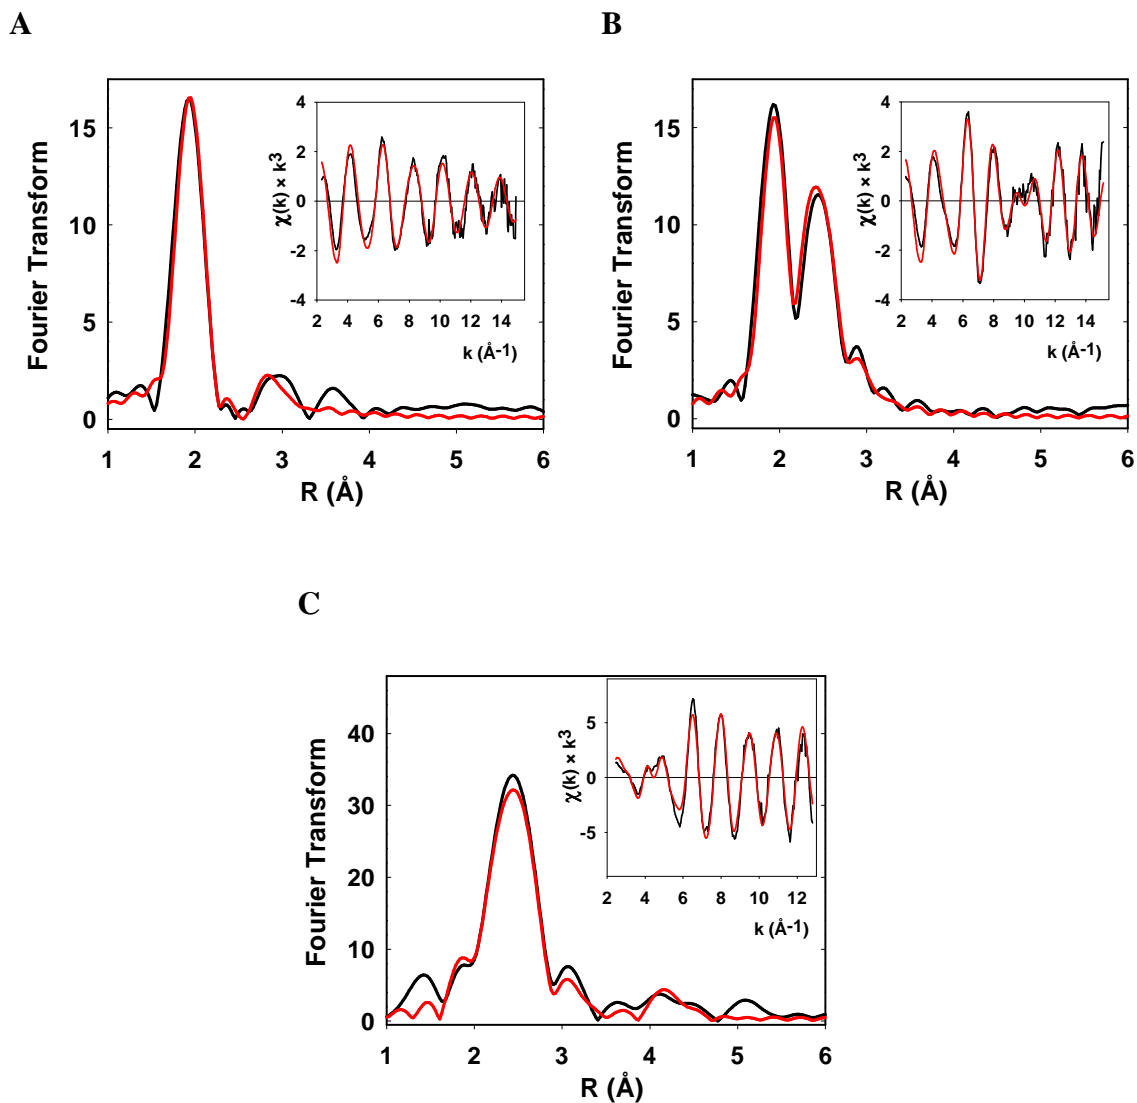 A
B
Fourier Transform
15
10
5
0
1 2 3 4 5 6
R (Å)
χ(k) × k3
4
2
0
-2
-4
2 4 6 8 10 12 14
k (Å-1)
Fourier Transform
15
10
5
0
1 2 3 4 5 6
R (Å)
χ(k) × k3
4
2
0
-2
-4
2 4 6 8 10 12 14
k (Å-1)
C
Fourier Transform
40
30
20
10
0
1 2 3 4 5 6
R (Å)
χ(k) × k3
5
0
-5
2 4 6 8 10 12
k (Å-1)